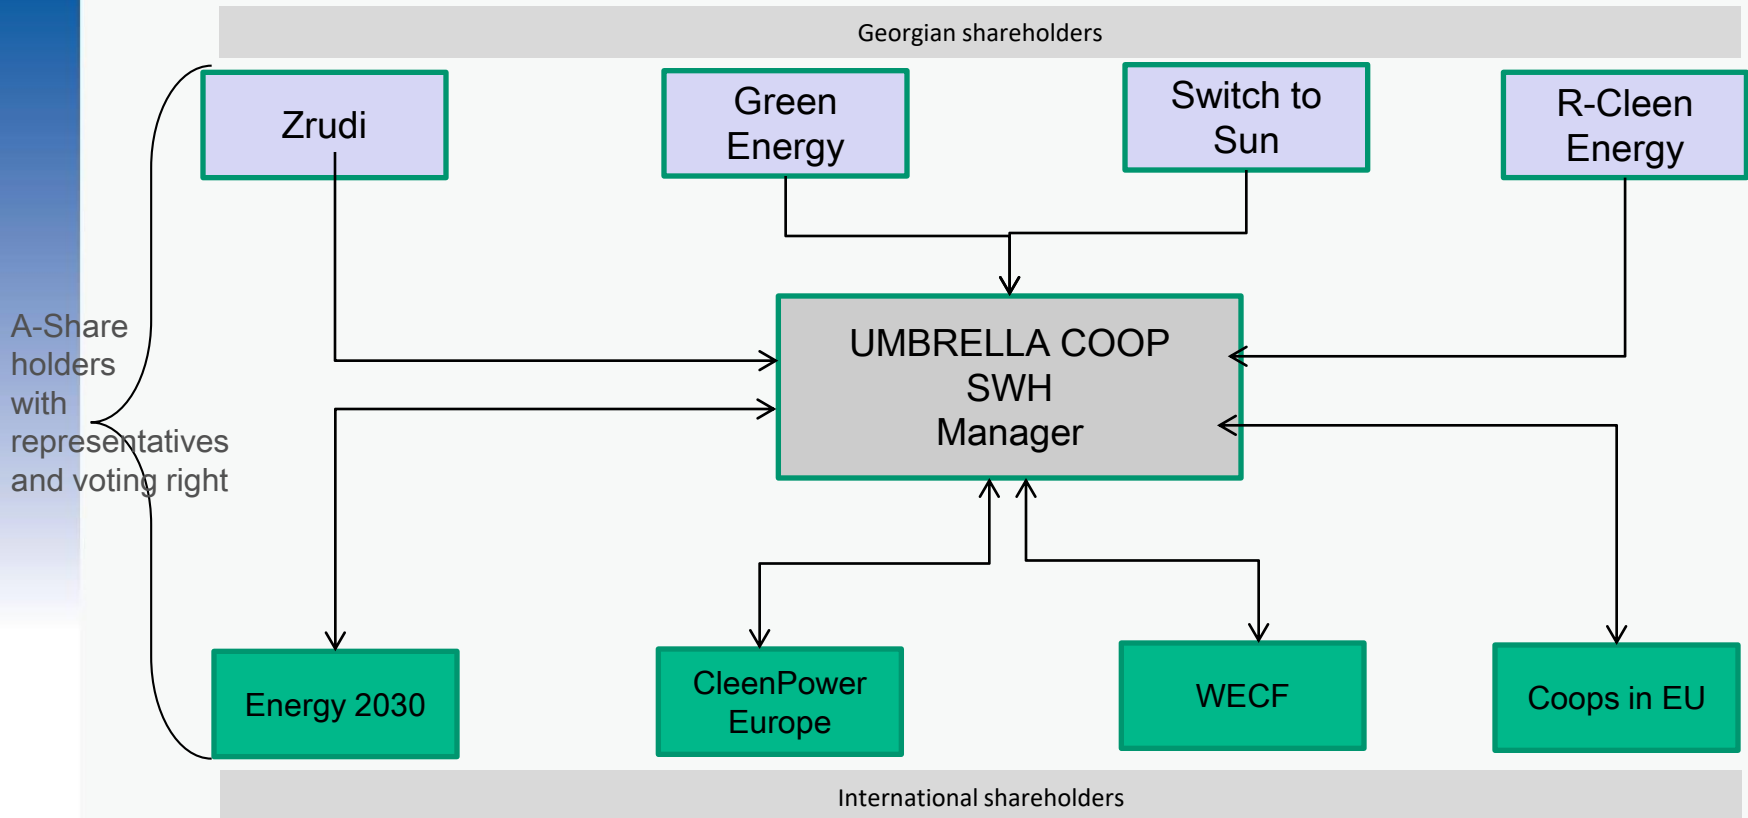 Georgian shareholders
Zrudi
Green
Energy
Switch to
Sun
R-Cleen
Energy
A-Share
holders
with
representatives
and voting right
UMBRELLA COOP
SWH
Manager
Energy 2030
CleenPower
Europe
WECF
Coops in EU
International shareholders